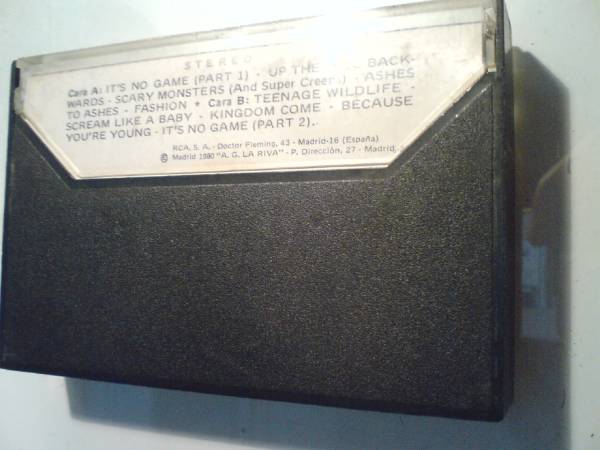 STEREO
Cara A: IT'S NO GAME (PART 1) - UP THE BACK-
WARDS - SCARY MONSTERS (And Super Creeps) - ASHES
TO ASHES - FASHION * Cara B: TEENAGE WILDLIFE -
SCREAM LIKE A BABY - KINGDOM COME - BECAUSE
YOU'RE YOUNG - IT'S NO GAME (PART 2).
RCA, S. A. - Doctor Fleming, 43 - Madrid-16 (España)
© Madrid 1980 "A. G. LA RIVA" - P. Dirección, 27 - Madrid,